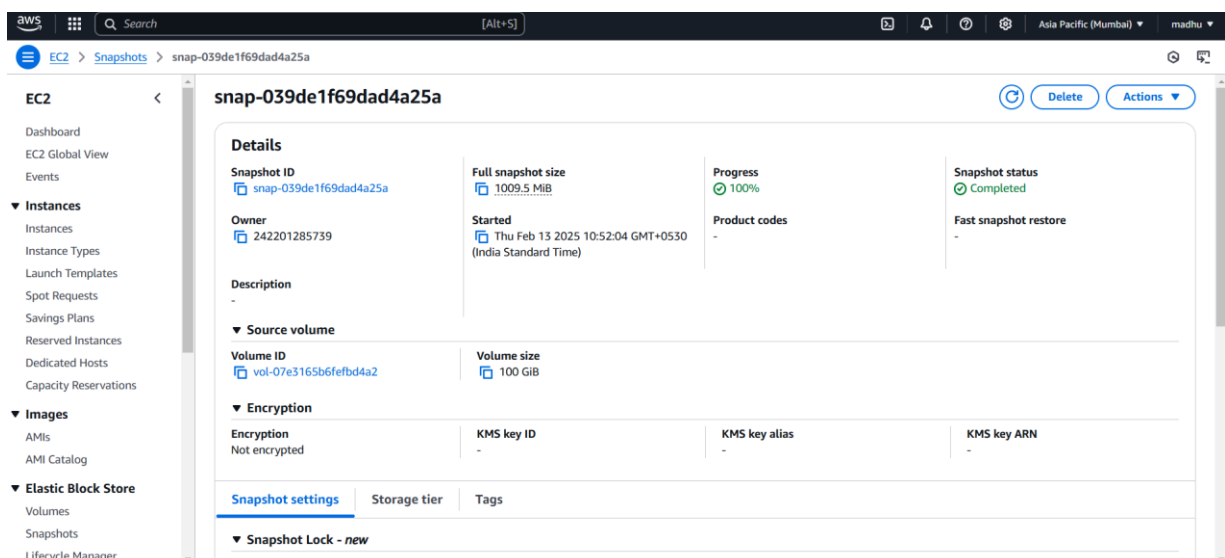 aws
Search
[Alt+S]
Asia Pacific (Mumbai)
madhu
EC2 > Snapshots > snap-039de1f69dad4a25a
EC2
Dashboard
EC2 Global View
Events
Instances
Instances
Instance Types
Launch Templates
Spot Requests
Savings Plans
Reserved Instances
Dedicated Hosts
Capacity Reservations
Images
AMIs
AMI Catalog
Elastic Block Store
Volumes
Snapshots
Lifecycle Manager
snap-039de1f69dad4a25a
Delete
Actions
Details
Snapshot ID
snap-039de1f69dad4a25a
Full snapshot size
1009.5 MiB
Progress
100%
Snapshot status
Completed
Owner
242201285739
Started
Thu Feb 13 2025 10:52:04 GMT+0530
(India Standard Time)
Product codes
-
Fast snapshot restore
-
Description
-
Source volume
Volume ID
vol-07e3165b6fefbd4a2
Volume size
100 GiB
Encryption
Encryption
Not encrypted
KMS key ID
-
KMS key alias
-
KMS key ARN
-
Snapshot settings
Storage tier
Tags
Snapshot Lock - new